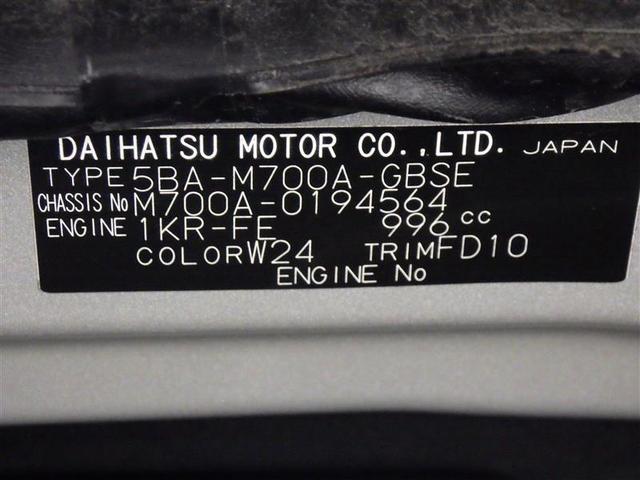 DAIHATSU MOTOR CO.,LTD. JAPAN
TYPE 5BA-M700A-GBSE
CHASSIS No M700A-0194564
ENGINE 1KR-FE 996 cc
COLOR W24 TRIM FD10
ENGINE No